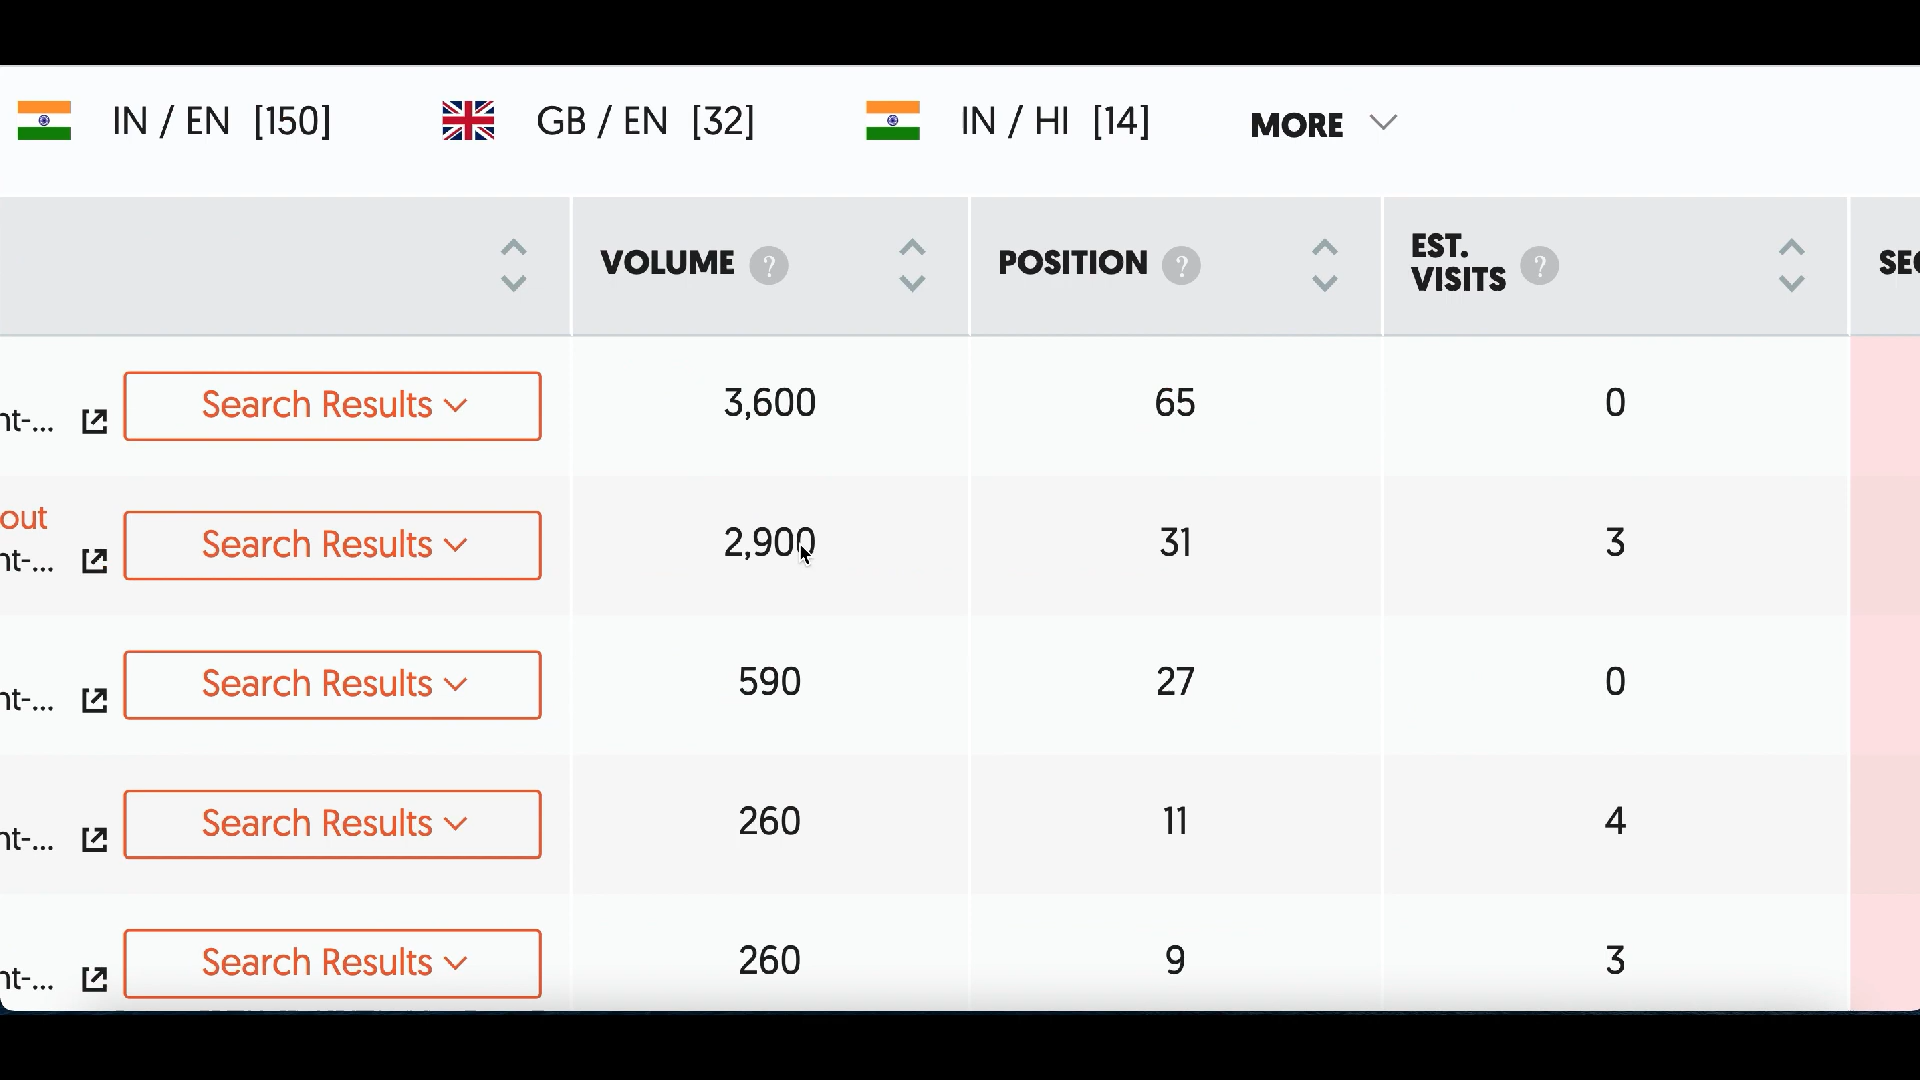 IN / EN [150] GB / EN [32] IN / HI [14] MORE
VOLUME ? POSITION ? EST. VISITS ?
nt-... Search Results 3,600 65 0
out
nt-... Search Results 2,900 31 3
nt-... Search Results 590 27 0
nt-... Search Results 260 11 4
nt-... Search Results 260 9 3